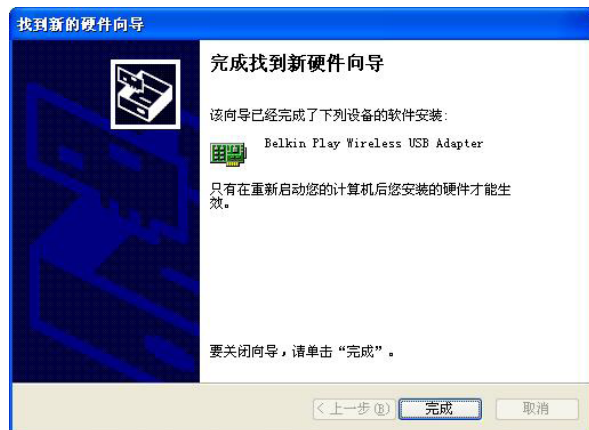 找到新的硬件向导
完成找到新硬件向导
该向导已经完成了下列设备的软件安装:
Belkin Play Wireless USB Adapter
只有在重新启动您的计算机后您安装的硬件才能生
效。
要关闭向导，请单击“完成”。
<上一步(B) 完成 取消